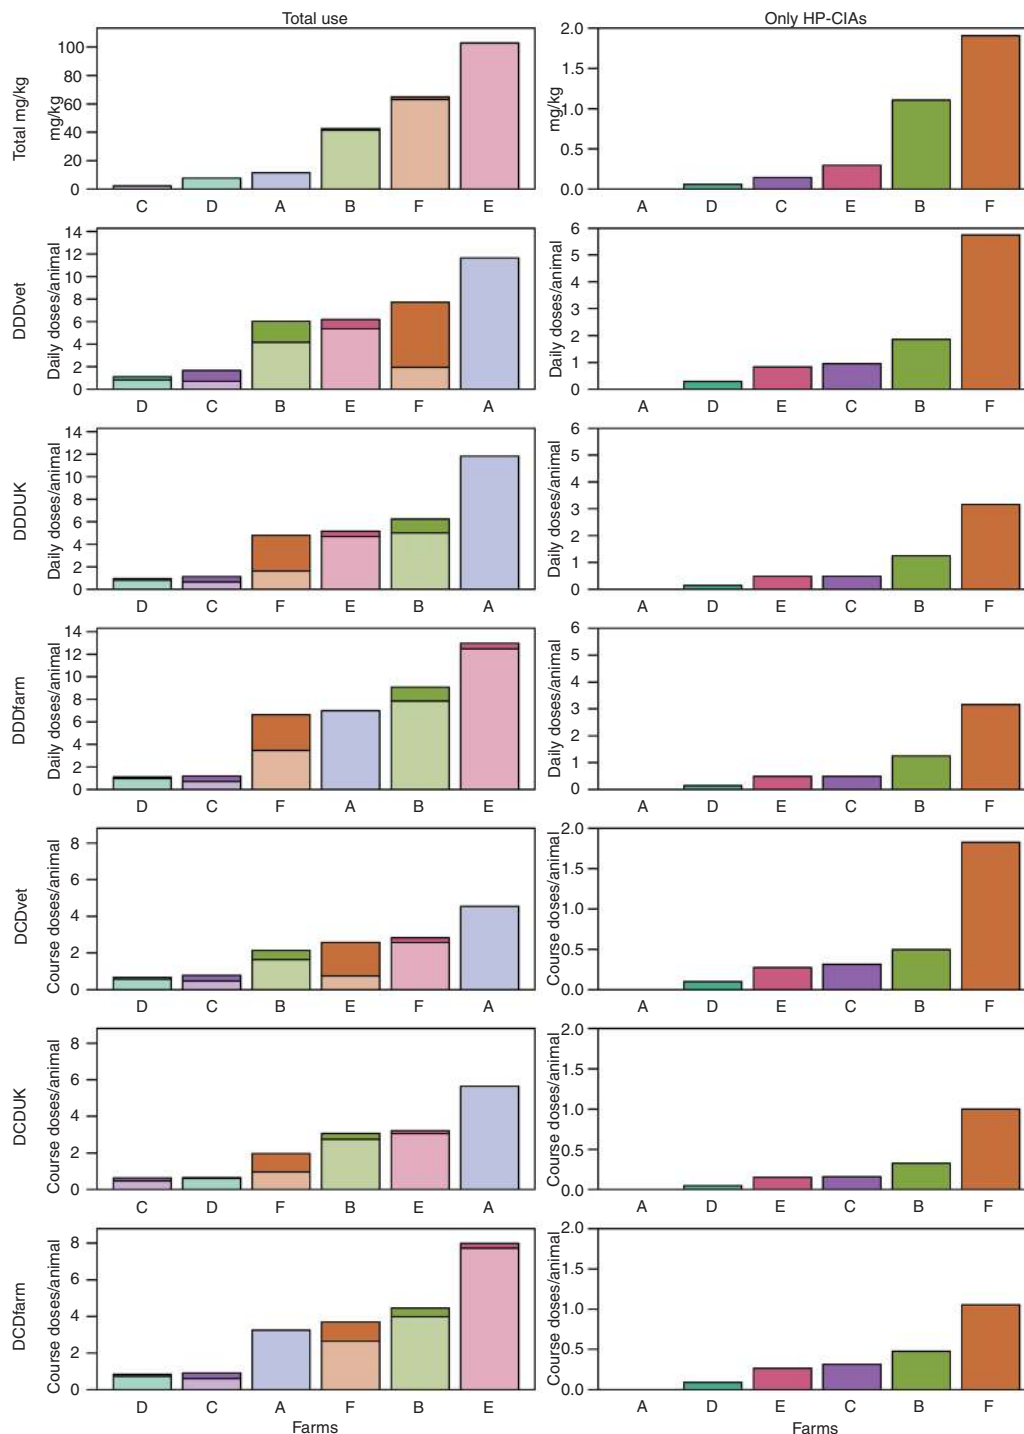 Total use
Only HP-CIAs
Total mg/kg
mg/kg
100
80
60
40
20
0
C D A B F E
mg/kg
2.0
1.5
1.0
0.5
0.0
A D C E B F
DDDvet
Daily doses/animal
14
12
10
8
6
4
2
0
D C B E F A
Daily doses/animal
6
5
4
3
2
1
0
A D E C B F
DDDUK
Daily doses/animal
14
12
10
8
6
4
2
0
D C F E B A
Daily doses/animal
6
5
4
3
2
1
0
A D E C B F
DDDfarm
Daily doses/animal
14
12
10
8
6
4
2
0
D C F A B E
Daily doses/animal
6
5
4
3
2
1
0
A D E C B F
DCDvet
Course doses/animal
8
6
4
2
0
D C B E F A
Course doses/animal
2.0
1.5
1.0
0.5
0.0
A D E C B F
DCDUK
Course doses/animal
8
6
4
2
0
C D F B E A
Course doses/animal
2.0
1.5
1.0
0.5
0.0
A D E C B F
DCDfarm
Course doses/animal
8
6
4
2
0
D C A F B E
Farms
Course doses/animal
2.0
1.5
1.0
0.5
0.0
A D E C B F
Farms